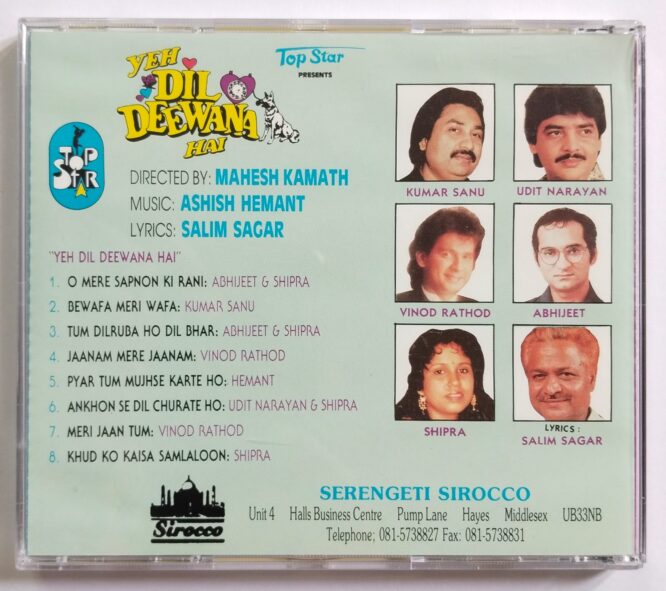 YEH
DIL
DEEWANA
HAI
Top Star
PRESENTS
TOP
STAR
DIRECTED BY: MAHESH KAMATH
MUSIC: ASHISH HEMANT
LYRICS: SALIM SAGAR
"YEH DIL DEEWANA HAI"
1. O MERE SAPNON KI RANI: ABHIJEET & SHIPRA
2. BEWAFA MERI WAFA: KUMAR SANU
3. TUM DILRUBA HO DIL BHAR: ABHIJEET & SHIPRA
4. JAANAM MERE JAANAM: VINOD RATHOD
5. PYAR TUM MUJHSE KARTE HO: HEMANT
6. ANKHON SE DIL CHURATE HO: UDIT NARAYAN & SHIPRA
7. MERI JAAN TUM: VINOD RATHOD
8. KHUD KO KAISA SAMLALOON: SHIPRA
KUMAR SANU
UDIT NARAYAN
VINOD RATHOD
ABHIJEET
SHIPRA
LYRICS :
SALIM SAGAR
Sirocco
SERENGETI SIROCCO
Unit 4 Halls Business Centre Pump Lane Hayes Middlesex UB33NB
Telephone; 081-5738827 Fax: 081-5738831